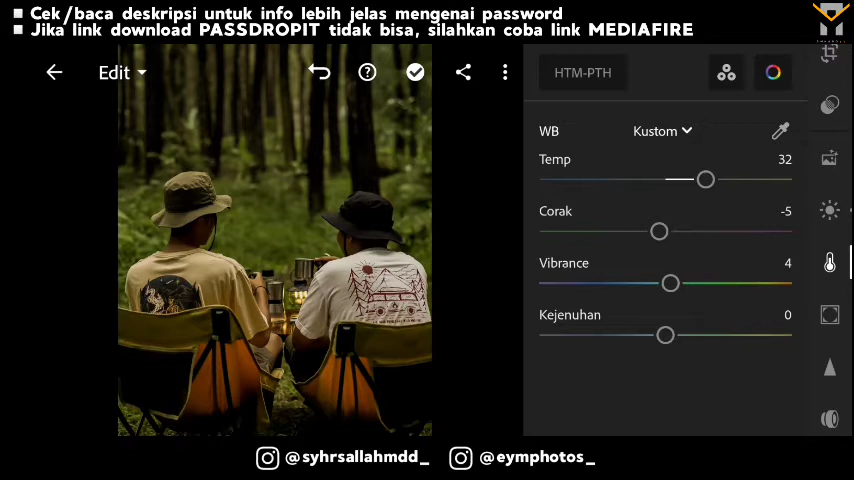 Cek/baca deskripsi untuk info lebih jelas mengenai password
Jika link download PASSDROPIT tidak bisa, silahkan coba link MEDIAFIRE
Edit
HTM-PTH
WB
Kustom
Temp
32
Corak
-5
Vibrance
4
Kejenuhan
0
@syhrsallahmdd_
@eymphotos_